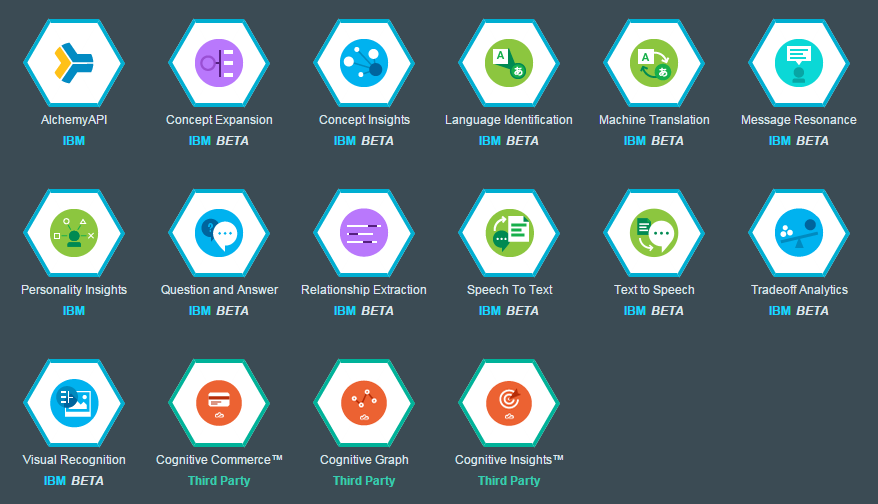 AlchemyAPI
IBM
Concept Expansion
IBM BETA
Concept Insights
IBM BETA
A
あ
Language Identification
IBM BETA
A
あ
Machine Translation
IBM BETA
Message Resonance
IBM BETA
Personality Insights
IBM
?
Question and Answer
IBM BETA
Relationship Extraction
IBM BETA
Speech To Text
IBM BETA
Text to Speech
IBM BETA
Tradeoff Analytics
IBM BETA
Visual Recognition
IBM BETA
Cognitive Commerce™
Third Party
Cognitive Graph
Third Party
Cognitive Insights™
Third Party